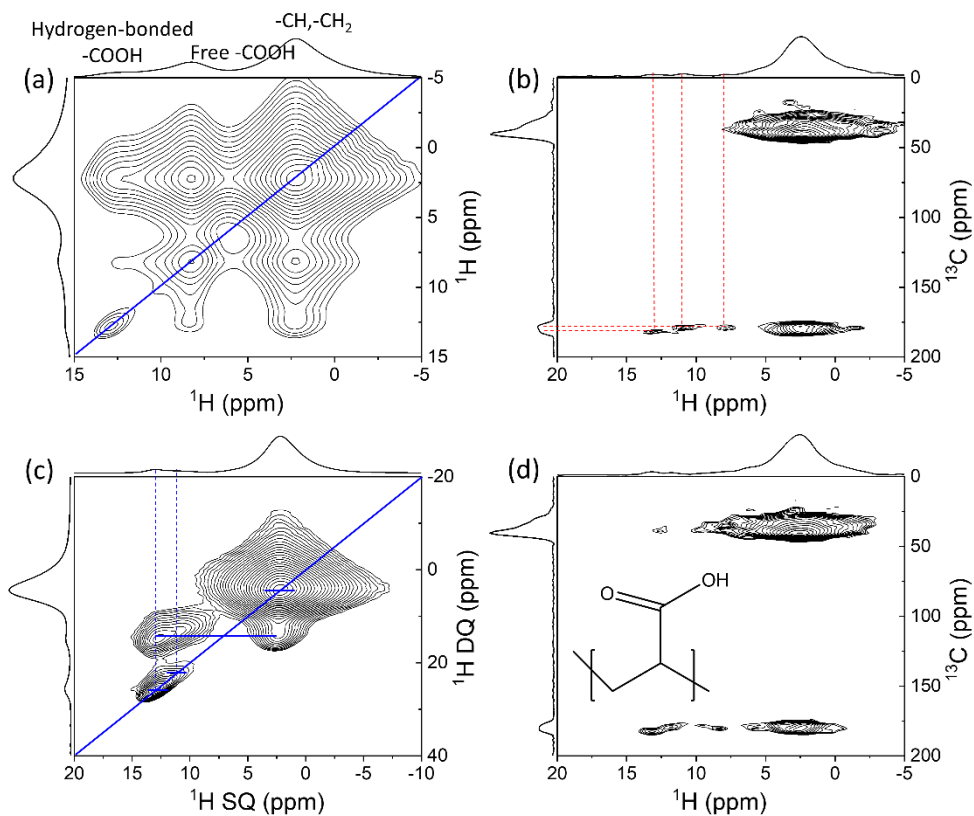 Hydrogen-bonded
-COOH
Free -COOH
-CH,-CH₂
(a)
-5
0
5
10
15
¹H (ppm)
15 10 5 0 -5
¹H (ppm)
(b)
0
50
100
150
200
¹³C (ppm)
20 15 10 5 0 -5
¹H (ppm)
(c)
-20
0
20
40
¹H DQ (ppm)
20 15 10 5 0 -5 -10
¹H SQ (ppm)
(d)
0
50
100
150
200
¹³C (ppm)
O
OH
20 15 10 5 0 -5
¹H (ppm)